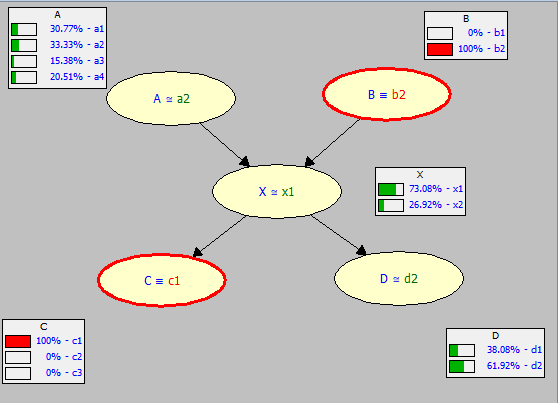 A
30.77% - a1
33.33% - a2
15.38% - a3
20.51% - a4
B
0% - b1
100% - b2
A ≃ a2
B ≡ b2
X ≃ x1
X
73.08% - x1
26.92% - x2
C ≡ c1
D ≃ d2
C
100% - c1
0% - c2
0% - c3
D
38.08% - d1
61.92% - d2